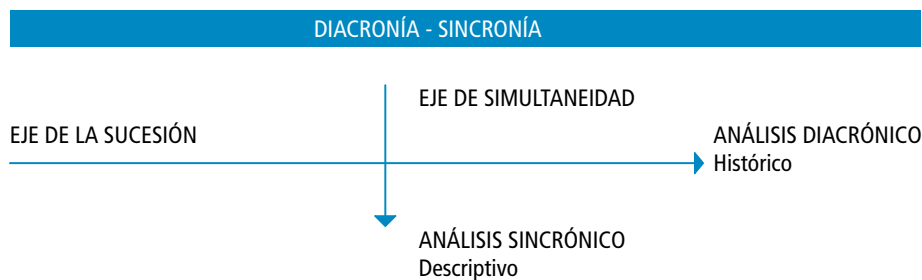 DIACRONÍA - SINCRONÍA
EJE DE SIMULTANEIDAD
EJE DE LA SUCESIÓN
ANÁLISIS DIACRÓNICO
Histórico
ANÁLISIS SINCRÓNICO
Descriptivo